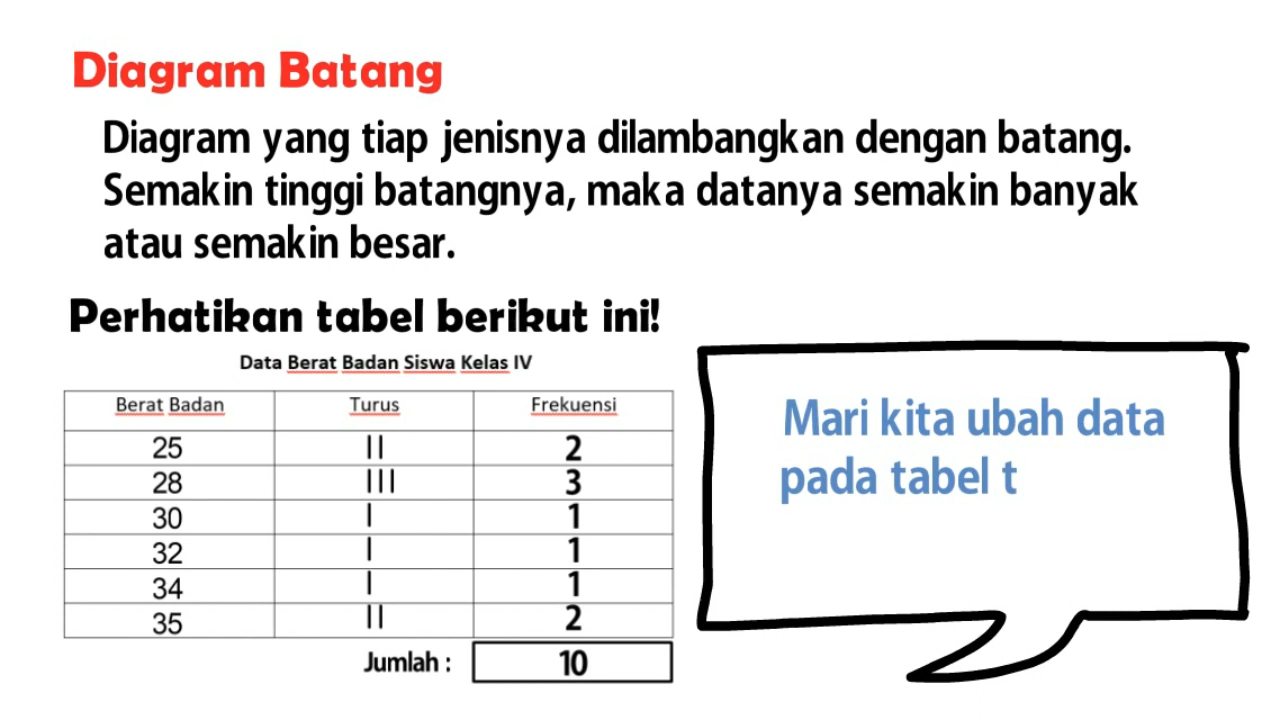 Diagram Batang
Diagram yang tiap jenisnya dilambangkan dengan batang.
Semakin tinggi batangnya, maka datanya semakin banyak
atau semakin besar.
Perhatikan tabel berikut ini!
Data Berat Badan Siswa Kelas IV
Berat Badan Turus Frekuensi
25 II 2
28 III 3
30 I 1
32 I 1
34 I 1
35 II 2
Jumlah : 10
Mari kita ubah data
pada tabel t